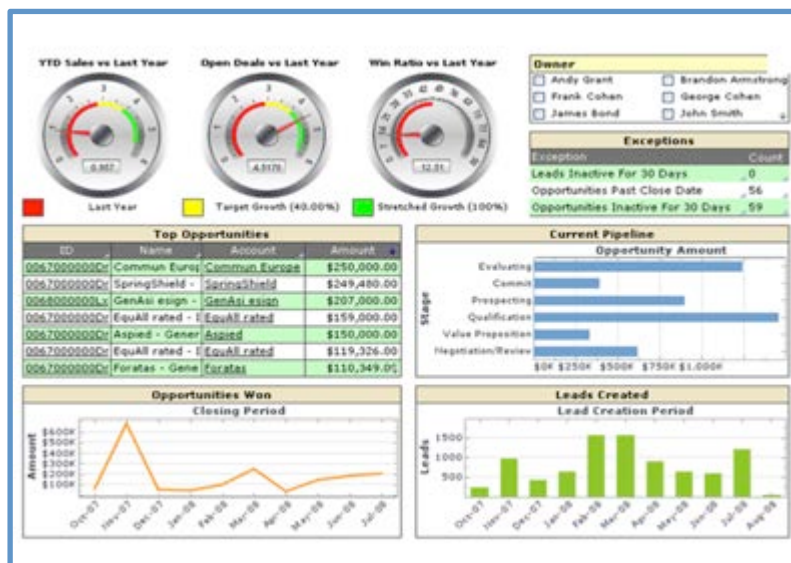 YTD Sales vs Last Year
Open Deals vs Last Year
Win Ratio vs Last Year
Last Year
Target Growth (40.00%)
Stretched Growth (100%)
Owner
Andy Grant
Brandon Armstrong
Frank Cohen
George Cohen
James Bond
John Smith
Exceptions
Exception Count
Leads Inactive For 30 Days 0
Opportunities Past Close Date 56
Opportunities Inactive For 30 Days 59
Top Opportunities
ID Name Account Amount
Commun Europ Commun Europe $250,000.00
SpringShield - SpringShield $249,480.00
GenAsi esign - GenAsi esign $207,000.00
EquAll rated - EquAll rated $159,000.00
Aspied - Gener Aspied $150,000.00
EquAll rated - EquAll rated $119,326.00
Foratas - Gene Foratas
Current Pipeline
Opportunity Amount
Stage
Evaluating
Commit
Prospecting
Qualification
Value Proposition
Negotiation/Review
$0K $250K $500K $750K $1.000K
Opportunities Won
Closing Period
Amount
$600K
$500K
$400K
$300K
$200K
$100K
Oct-07 Nov-07 Dec-07 Jan-08 Feb-08 Mar-08 Apr-08 May-08 Jun-08 Jul-08
Leads Created
Lead Creation Period
Leads
1500
1000
500
Oct-07 Nov-07 Dec-07 Jan-08 Feb-08 Mar-08 Apr-08 May-08 Jun-08 Jul-08 Aug-08